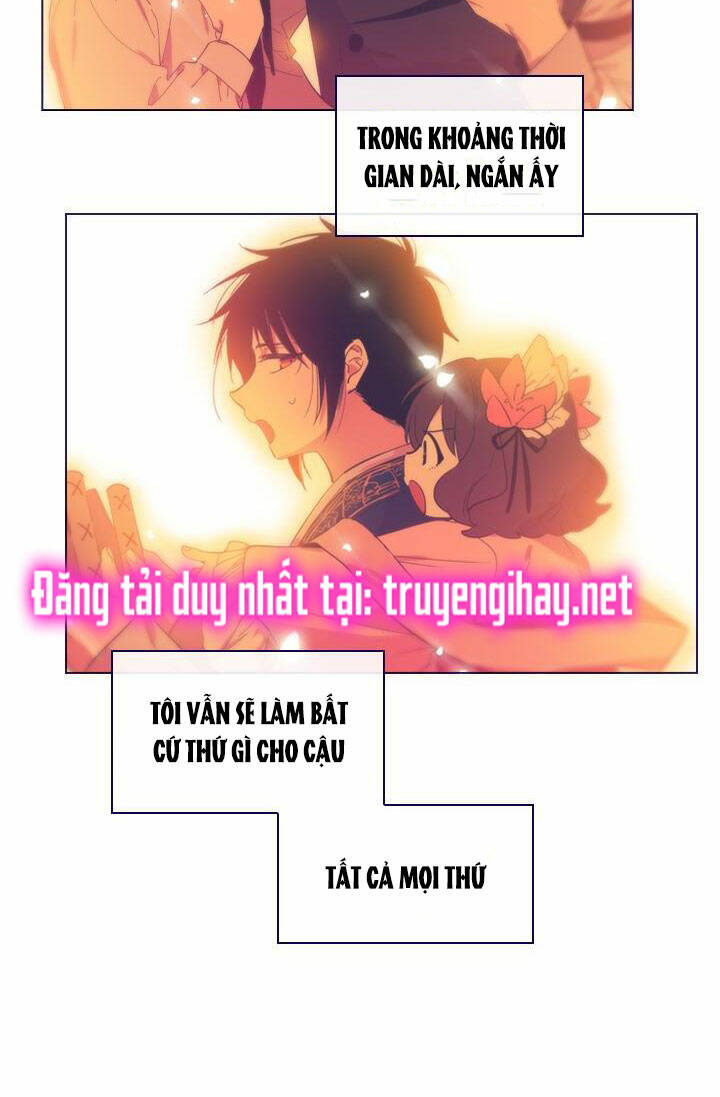 TRONG KHOẢNG THỜI
GIAN DÀI, NGẮN ẤY
Đăng tải duy nhất tại: truyengihay.net
TÔI VẪN SẼ LÀM BẤT
CỨ THỨ GÌ CHO CẬU
TẤT CẢ MỌI THỨ